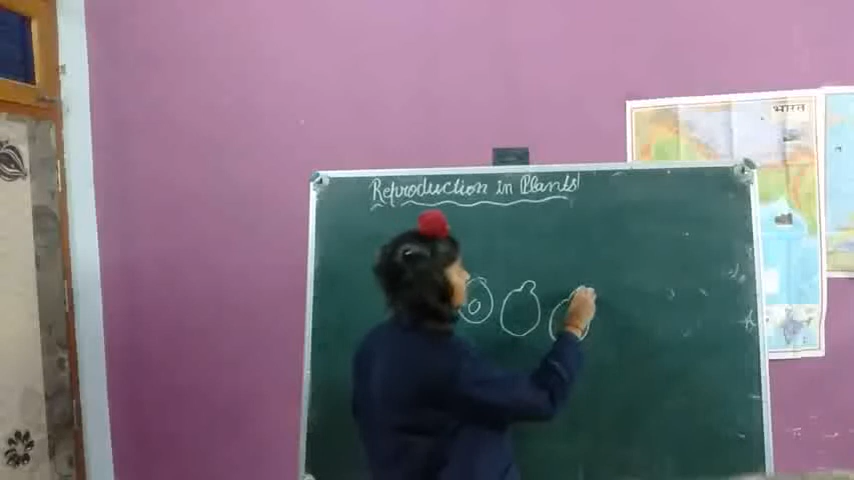 Reproduction in Plants
भारत